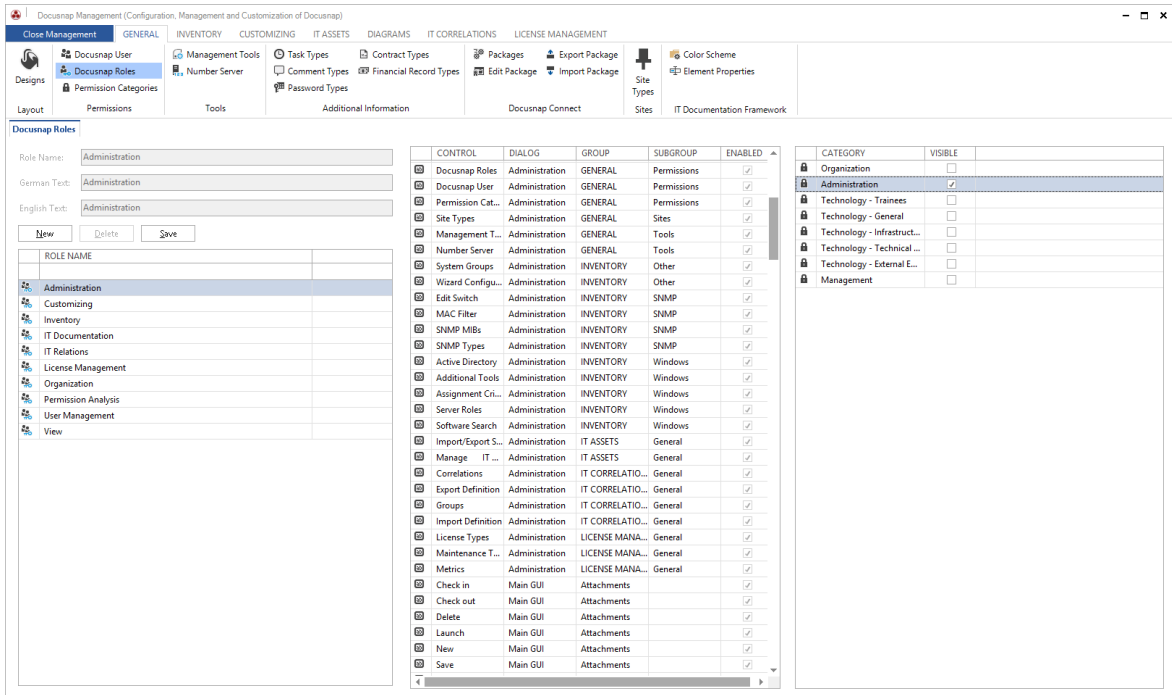 Docusnap Management (Configuration, Management and Customization of Docusnap)
Close Management GENERAL INVENTORY CUSTOMIZING IT ASSETS DIAGRAMS IT CORRELATIONS LICENSE MANAGEMENT
Designs
Layout
Docusnap User
Docusnap Roles
Permission Categories
Permissions
Management Tools
Number Server
Tools
Task Types Contract Types
Comment Types Financial Record Types
Password Types
Additional Information
Packages Export Package
Edit Package Import Package
Docusnap Connect
Site
Types
Sites
Color Scheme
Element Properties
IT Documentation Framework
Docusnap Roles
Role Name: Administration
German Text: Administration
English Text: Administration
New Delete Save
ROLE NAME
Administration
Customizing
Inventory
IT Documentation
IT Relations
License Management
Organization
Permission Analysis
User Management
View
CONTROL DIALOG GROUP SUBGROUP ENABLED
Docusnap Roles Administration GENERAL Permissions
Docusnap User Administration GENERAL Permissions
Permission Cat... Administration GENERAL Permissions
Site Types Administration GENERAL Sites
Management T... Administration GENERAL Tools
Number Server Administration GENERAL Tools
System Groups Administration INVENTORY Other
Wizard Configu... Administration INVENTORY Other
Edit Switch Administration INVENTORY SNMP
MAC Filter Administration INVENTORY SNMP
SNMP MIBs Administration INVENTORY SNMP
SNMP Types Administration INVENTORY SNMP
Active Directory Administration INVENTORY Windows
Additional Tools Administration INVENTORY Windows
Assignment Cri... Administration INVENTORY Windows
Server Roles Administration INVENTORY Windows
Software Search Administration INVENTORY Windows
Import/Export S... Administration IT ASSETS General
Manage IT ... Administration IT ASSETS General
Correlations Administration IT CORRELATIO... General
Export Definition Administration IT CORRELATIO... General
Groups Administration IT CORRELATIO... General
Import Definition Administration IT CORRELATIO... General
License Types Administration LICENSE MANA... General
Maintenance T... Administration LICENSE MANA... General
Metrics Administration LICENSE MANA... General
Check in Main GUI Attachments
Check out Main GUI Attachments
Delete Main GUI Attachments
Launch Main GUI Attachments
New Main GUI Attachments
Save Main GUI Attachments
CATEGORY VISIBLE
Organization
Administration
Technology - Trainees
Technology - General
Technology - Infrastruct...
Technology - Technical ...
Technology - External E...
Management